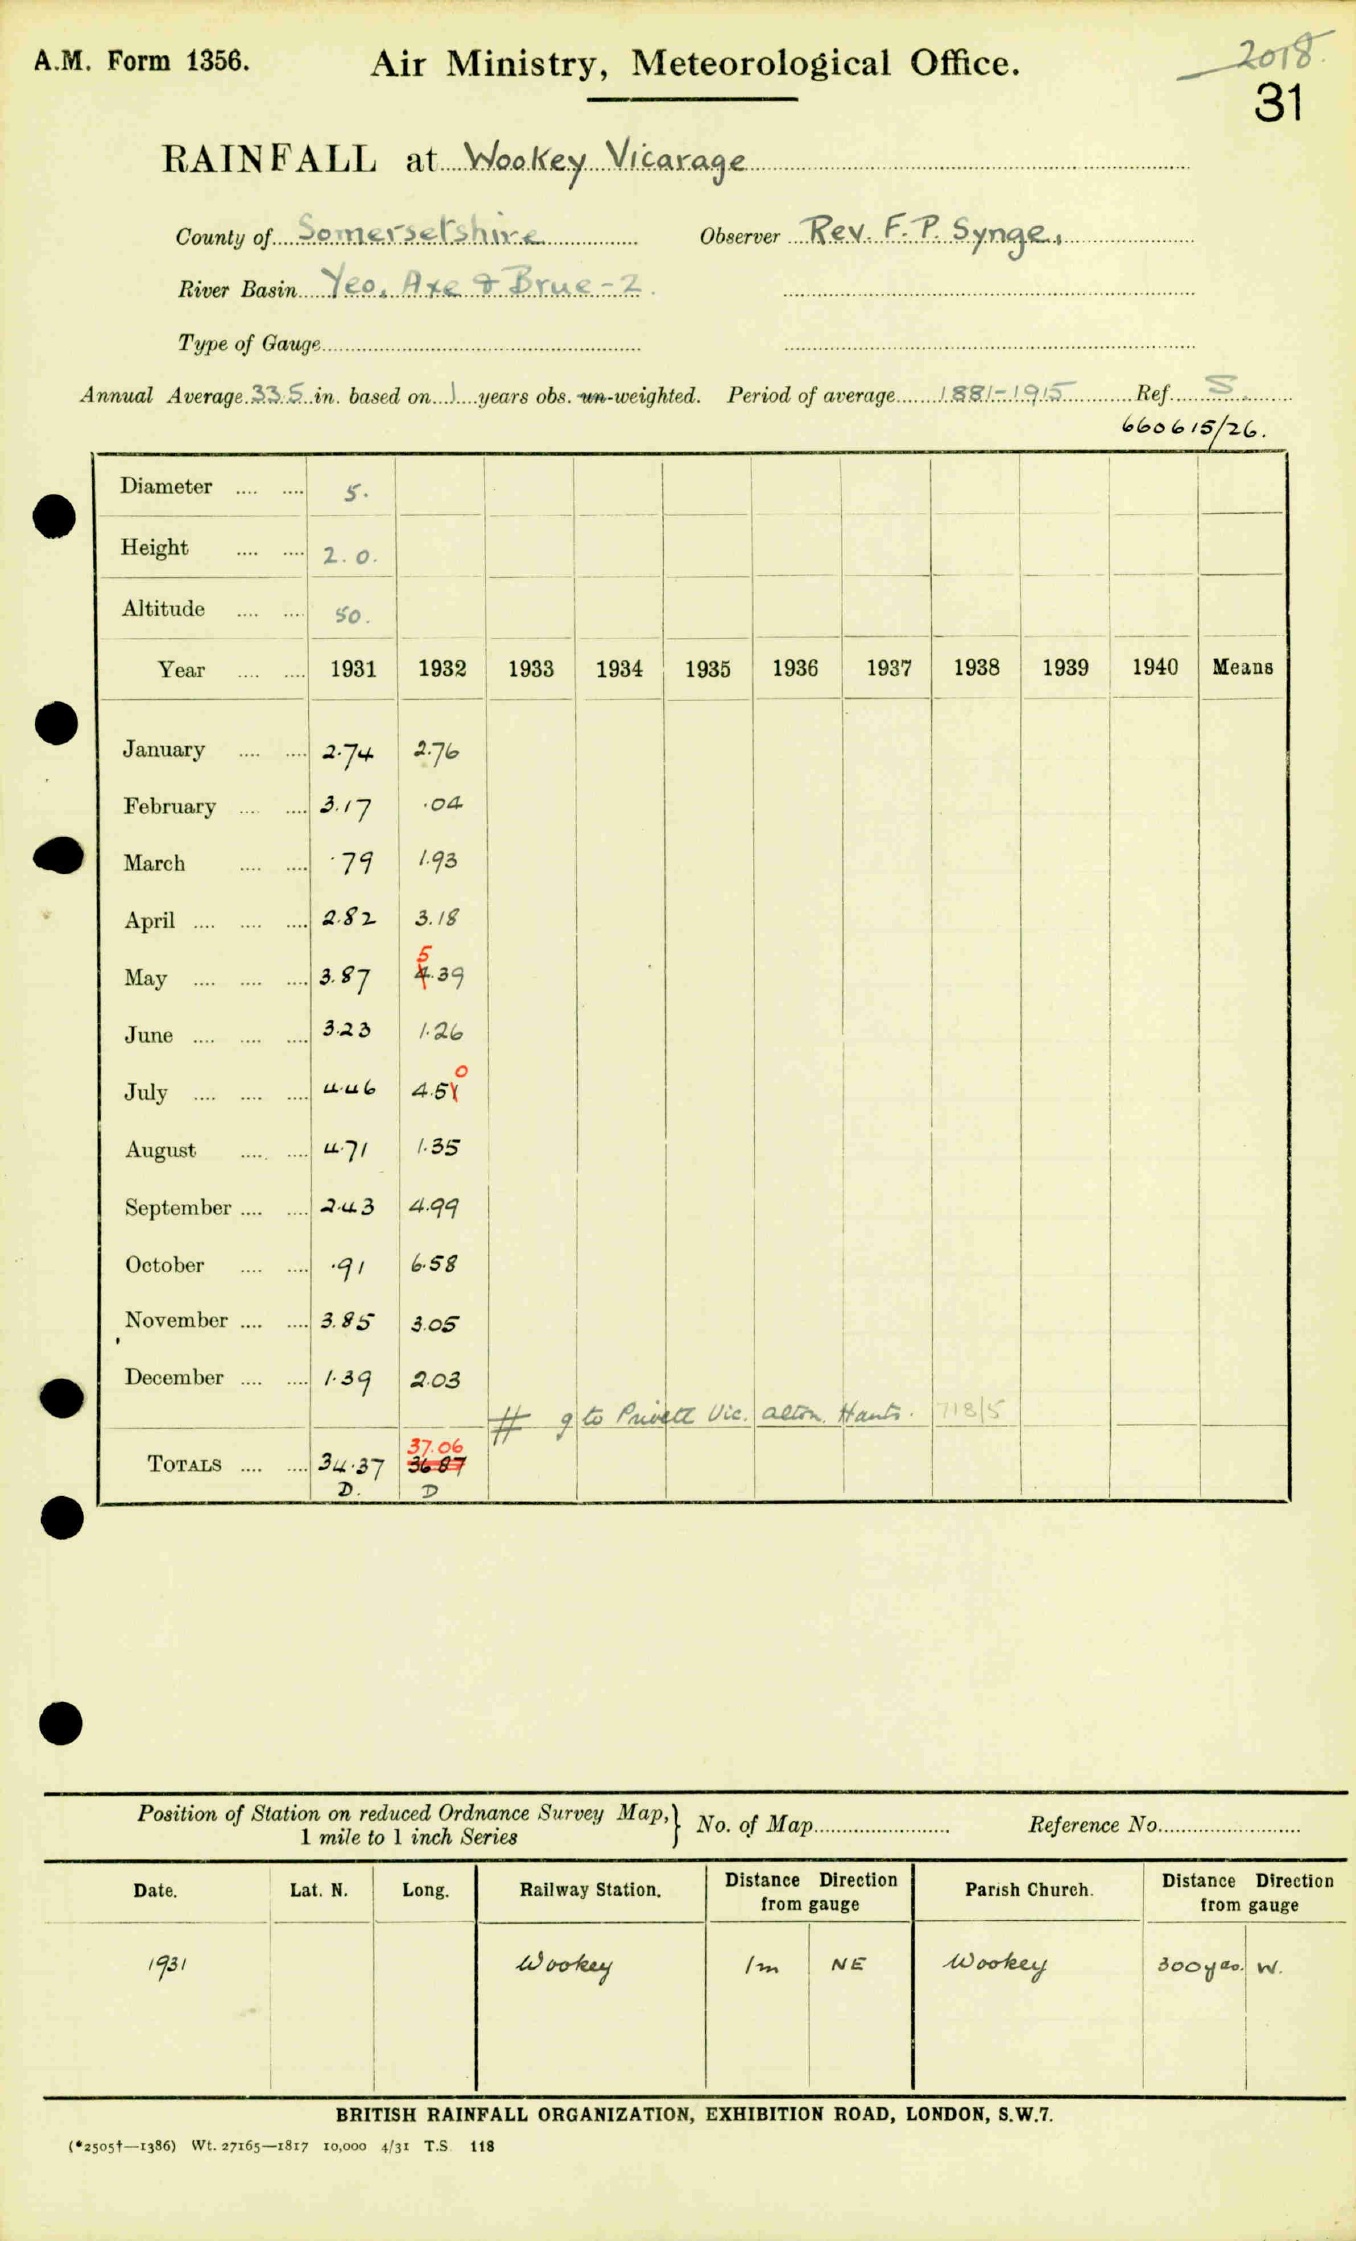 A.M. Form 1356. Air Ministry, Meteorological Office. 2018.
31
RAINFALL at Wookey Vicarage
County of Somersetshire Observer Rev. F. P. Synge,
River Basin Yeo, Axe & Brue - 2.
Type of Gauge
Annual Average 33.5 in. based on 1 years obs. un-weighted. Period of average 1881-1915 Ref. S.
660615/26.
Diameter .... .... 5.
Height .... .... 2.0.
Altitude .... .... 50.
Year .... .... 1931 1932 1933 1934 1935 1936 1937 1938 1939 1940 Means
January .... .... 2.74 2.76
February .... .... 3.17 .04
March .... .... .79 1.93
April .... .... .... 2.82 3.18
5
May .... .... .... 3.87 4.39
June .... .... .... 3.23 1.26
0
July .... .... .... 4.46 4.51
August .... .... 4.71 1.35
September .... .... 2.43 4.99
October .... .... .91 6.58
November .... .... 3.85 3.05
December .... .... 1.39 2.03
# g to Privett Vic. Alton. Hants. 718/5
37.06
TOTALS .... .... 34.37 36 87
D. D
Position of Station on reduced Ordnance Survey Map,} No. of Map Reference No.
1 mile to 1 inch Series
Date. Lat. N. Long. Railway Station. Distance Direction from gauge Parish Church. Distance Direction from gauge
1931 Wookey 1m NE Wookey 300 yds. W.
BRITISH RAINFALL ORGANIZATION, EXHIBITION ROAD, LONDON, S.W.7.
(*2505†—1386) Wt. 27165—1817 10,000 4/31 T.S. 118